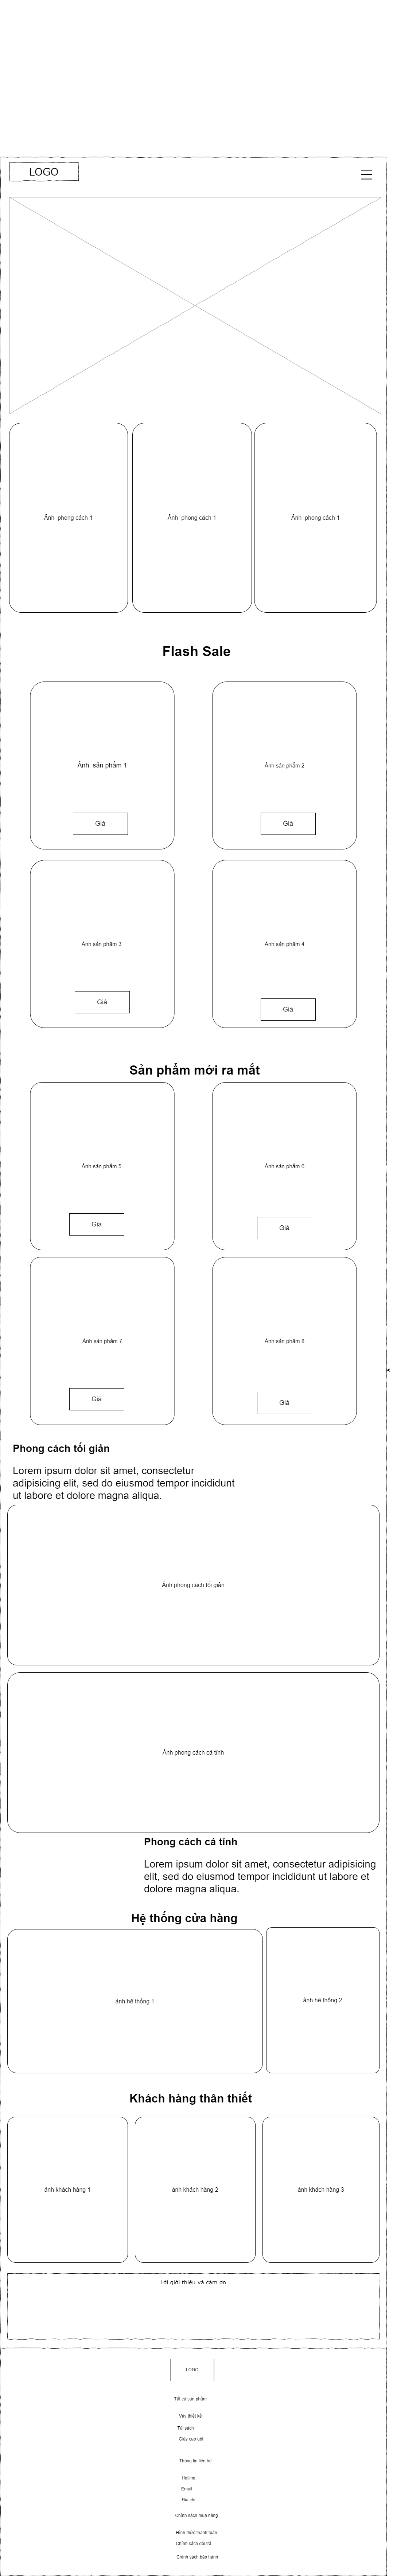 LOGO
Ảnh phong cách 1
Ảnh phong cách 1
Ảnh phong cách 1
Flash Sale
Ảnh sản phẩm 1
Ảnh sản phẩm 2
Giá
Giá
Ảnh sản phẩm 3
Ảnh sản phẩm 4
Giá
Giá
Sản phẩm mới ra mắt
Ảnh sản phẩm 5
Ảnh sản phẩm 6
Giá
Giá
Ảnh sản phẩm 7
Ảnh sản phẩm 8
Giá
Giá
Phong cách tối giản
Lorem ipsum dolor sit amet, consectetur
adipisicing elit, sed do eiusmod tempor incididunt
ut labore et dolore magna aliqua.
Ảnh phong cách tối giản
Ảnh phong cách cá tính
Phong cách cá tính
Lorem ipsum dolor sit amet, consectetur adipisicing
elit, sed do eiusmod tempor incididunt ut labore et
dolore magna aliqua.
Hệ thống cửa hàng
ảnh hệ thống 1
ảnh hệ thống 2
Khách hàng thân thiết
ảnh khách hàng 1
ảnh khách hàng 2
ảnh khách hàng 3
Lời giới thiệu và cảm ơn
LOGO
Tất cả sản phẩm
Váy thiết kế
Túi sách
Giày cao gót
Thông tin liên hệ
Hotline
Email
Địa chỉ
Chính sách mua hàng
Hình thức thanh toán
Chính sách đổi trả
Chính sách bảo hành